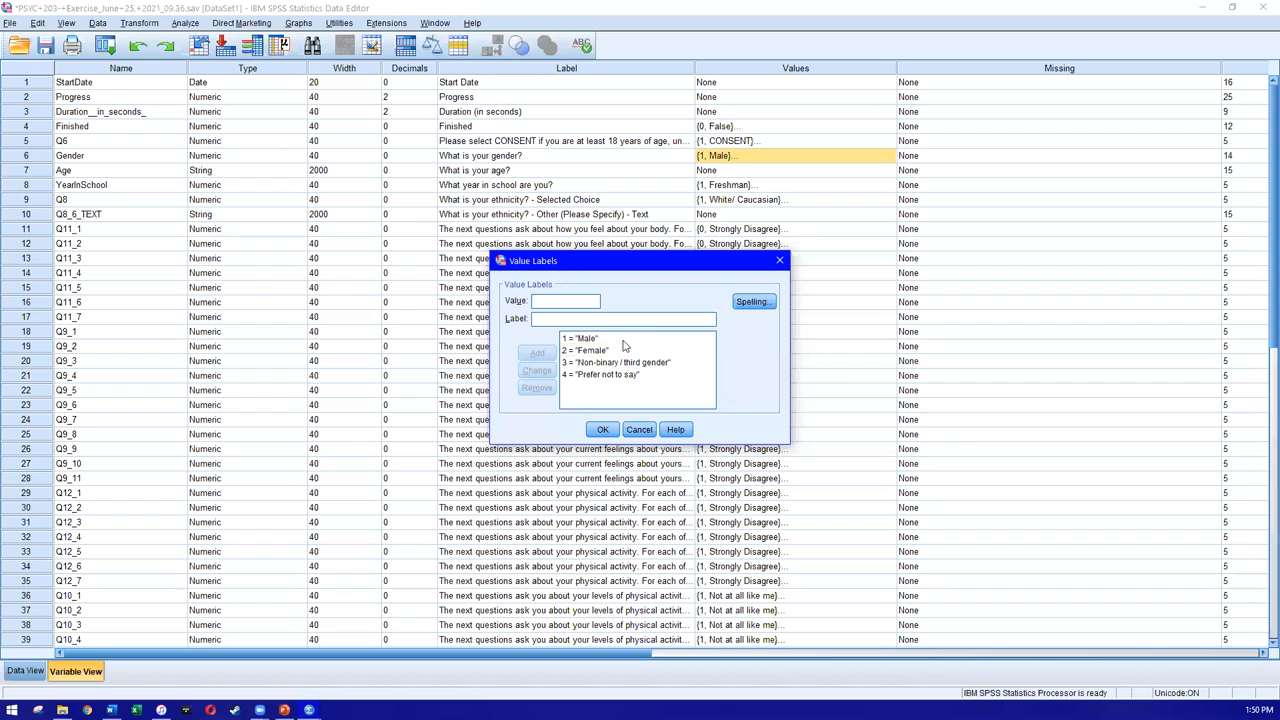 *PSYC+203+-+Exercise_June+25,+2021_09.36.sav [DataSet1] - IBM SPSS Statistics Data Editor
File Edit View Data Transform Analyze Direct Marketing Graphs Utilities Extensions Window Help
Name Type Width Decimals Label Values Missing
1 StartDate Date 20 0 Start Date None None 16
2 Progress Numeric 40 2 Progress None None 25
3 Duration__in_seconds_ Numeric 40 2 Duration (in seconds) None None 9
4 Finished Numeric 40 0 Finished {0, False}... None 12
5 Q6 Numeric 40 0 Please select CONSENT if you are at least 18 years of age, un... {1, CONSENT}... None 5
6 Gender Numeric 40 0 What is your gender? {1, Male}... None 14
7 Age String 2000 0 What is your age? None None 15
8 YearInSchool Numeric 40 0 What year in school are you? {1, Freshman}... None 5
9 Q8 Numeric 40 0 What is your ethnicity? - Selected Choice {1, White/ Caucasian}... None 5
10 Q8_6_TEXT String 2000 0 What is your ethnicity? - Other (Please Specify) - Text None None 15
11 Q11_1 Numeric 40 0 The next questions ask about how you feel about your body. Fo... {0, Strongly Disagree}... None 5
12 Q11_2 Numeric 40 0 The next questions ask about how you feel about your body. Fo... {0, Strongly Disagree}... None 5
13 Q11_3 Numeric 40 0 The next q None 5
14 Q11_4 Numeric 40 0 The next q None 5
15 Q11_5 Numeric 40 0 The next q None 5
16 Q11_6 Numeric 40 0 The next q None 5
17 Q11_7 Numeric 40 0 The next q None 5
18 Q9_1 Numeric 40 0 The next q None 5
19 Q9_2 Numeric 40 0 The next q None 5
20 Q9_3 Numeric 40 0 The next q None 5
21 Q9_4 Numeric 40 0 The next q None 5
22 Q9_5 Numeric 40 0 The next q None 5
23 Q9_6 Numeric 40 0 The next q None 5
24 Q9_7 Numeric 40 0 The next q None 5
25 Q9_8 Numeric 40 0 The next q None 5
26 Q9_9 Numeric 40 0 The next questions ask about your current feelings about yours... {1, Strongly Disagree}... None 5
27 Q9_10 Numeric 40 0 The next questions ask about your current feelings about yours... {1, Strongly Disagree}... None 5
28 Q9_11 Numeric 40 0 The next questions ask about your current feelings about yours... {1, Strongly Disagree}... None 5
29 Q12_1 Numeric 40 0 The next questions ask about your physical activity. For each of... {1, Strongly Disagree}... None 5
30 Q12_2 Numeric 40 0 The next questions ask about your physical activity. For each of... {1, Strongly Disagree}... None 5
31 Q12_3 Numeric 40 0 The next questions ask about your physical activity. For each of... {1, Strongly Disagree}... None 5
32 Q12_4 Numeric 40 0 The next questions ask about your physical activity. For each of... {1, Strongly Disagree}... None 5
33 Q12_5 Numeric 40 0 The next questions ask about your physical activity. For each of... {1, Strongly Disagree}... None 5
34 Q12_6 Numeric 40 0 The next questions ask about your physical activity. For each of... {1, Strongly Disagree}... None 5
35 Q12_7 Numeric 40 0 The next questions ask about your physical activity. For each of... {1, Strongly Disagree}... None 5
36 Q10_1 Numeric 40 0 The next questions ask you about your levels of physical activit... {1, Not at all like me}... None 5
37 Q10_2 Numeric 40 0 The next questions ask you about your levels of physical activit... {1, Not at all like me}... None 5
38 Q10_3 Numeric 40 0 The next questions ask you about your levels of physical activit... {1, Not at all like me}... None 5
39 Q10_4 Numeric 40 0 The next questions ask you about your levels of physical activit... {1, Not at all like me}... None 5
Value Labels
Value Labels
Value: Spelling...
Label:
Add
Change
Remove
1 = "Male"
2 = "Female"
3 = "Non-binary / third gender"
4 = "Prefer not to say"
OK Cancel Help
Data View Variable View
IBM SPSS Statistics Processor is ready Unicode:ON
1:50 PM